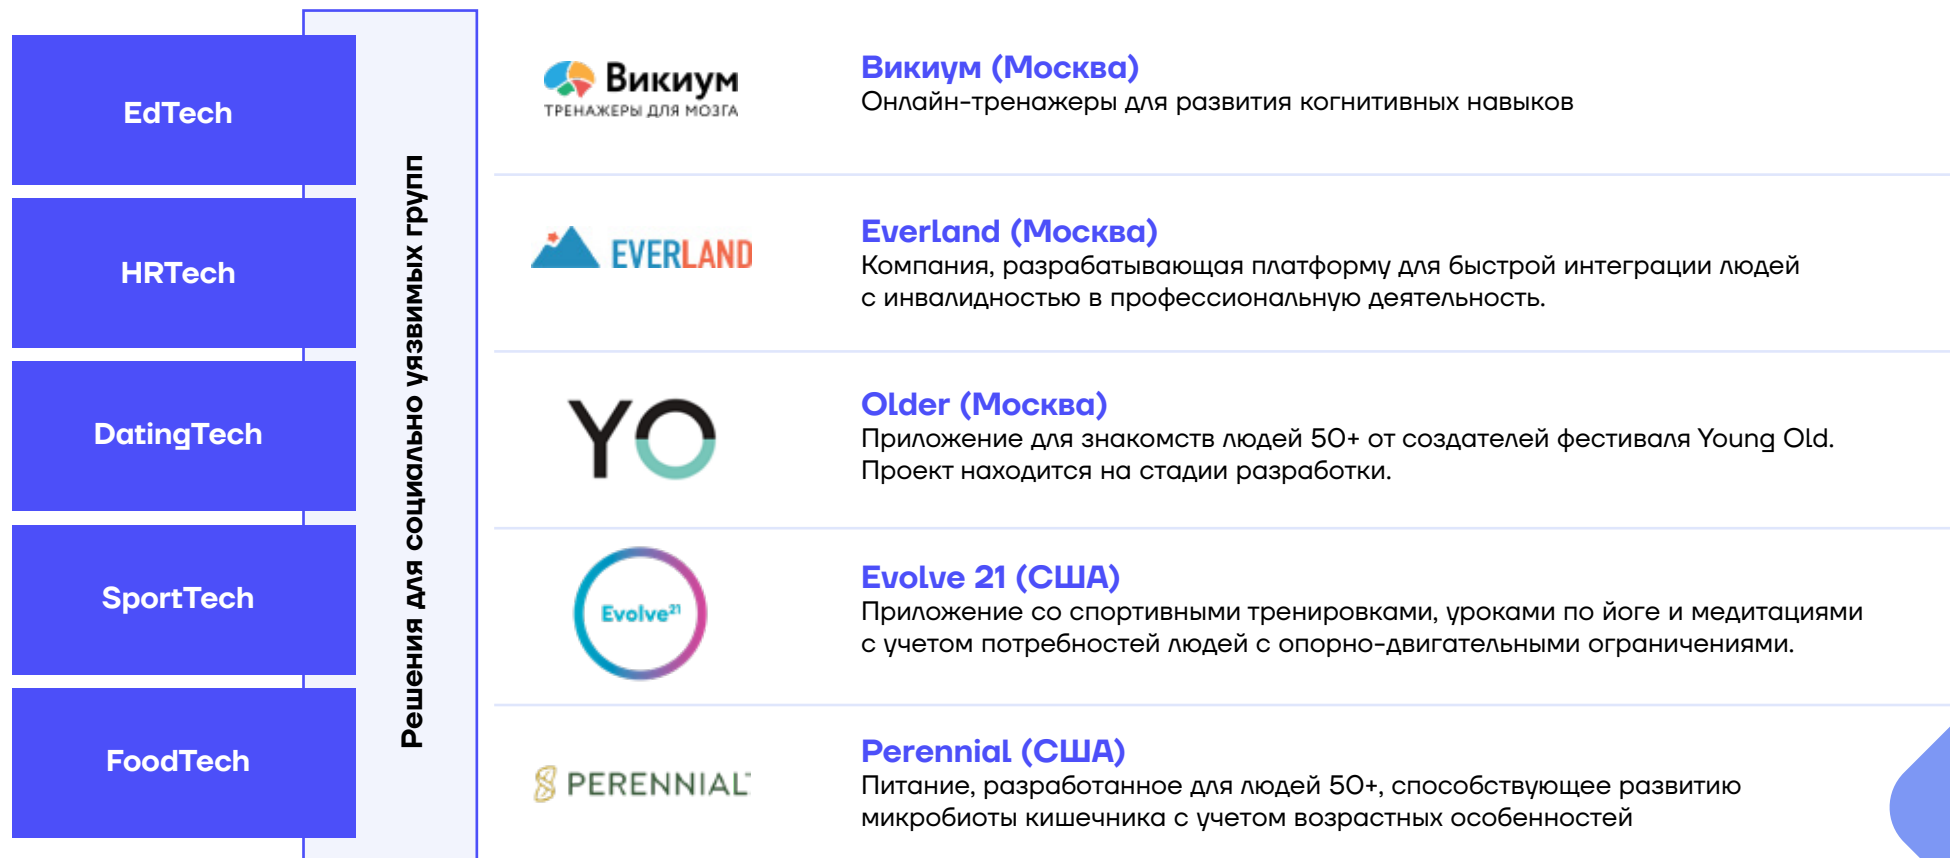 EdTech
HRTech
DatingTech
SportTech
FoodTech
Решения для социально уязвимых групп
Викиум
ТРЕНАЖЕРЫ ДЛЯ МОЗГА
Викиум (Москва)
Онлайн-тренажеры для развития когнитивных навыков
EVERLAND
Everland (Москва)
Компания, разрабатывающая платформу для быстрой интеграции людей
с инвалидностью в профессиональную деятельность.
YO
Older (Москва)
Приложение для знакомств людей 50+ от создателей фестиваля Young Old.
Проект находится на стадии разработки.
Evolve²¹
Evolve 21 (США)
Приложение со спортивными тренировками, уроками по йоге и медитациями
с учетом потребностей людей с опорно-двигательными ограничениями.
PERENNIAL
Perennial (США)
Питание, разработанное для людей 50+, способствующее развитию
микробиоты кишечника с учетом возрастных особенностей